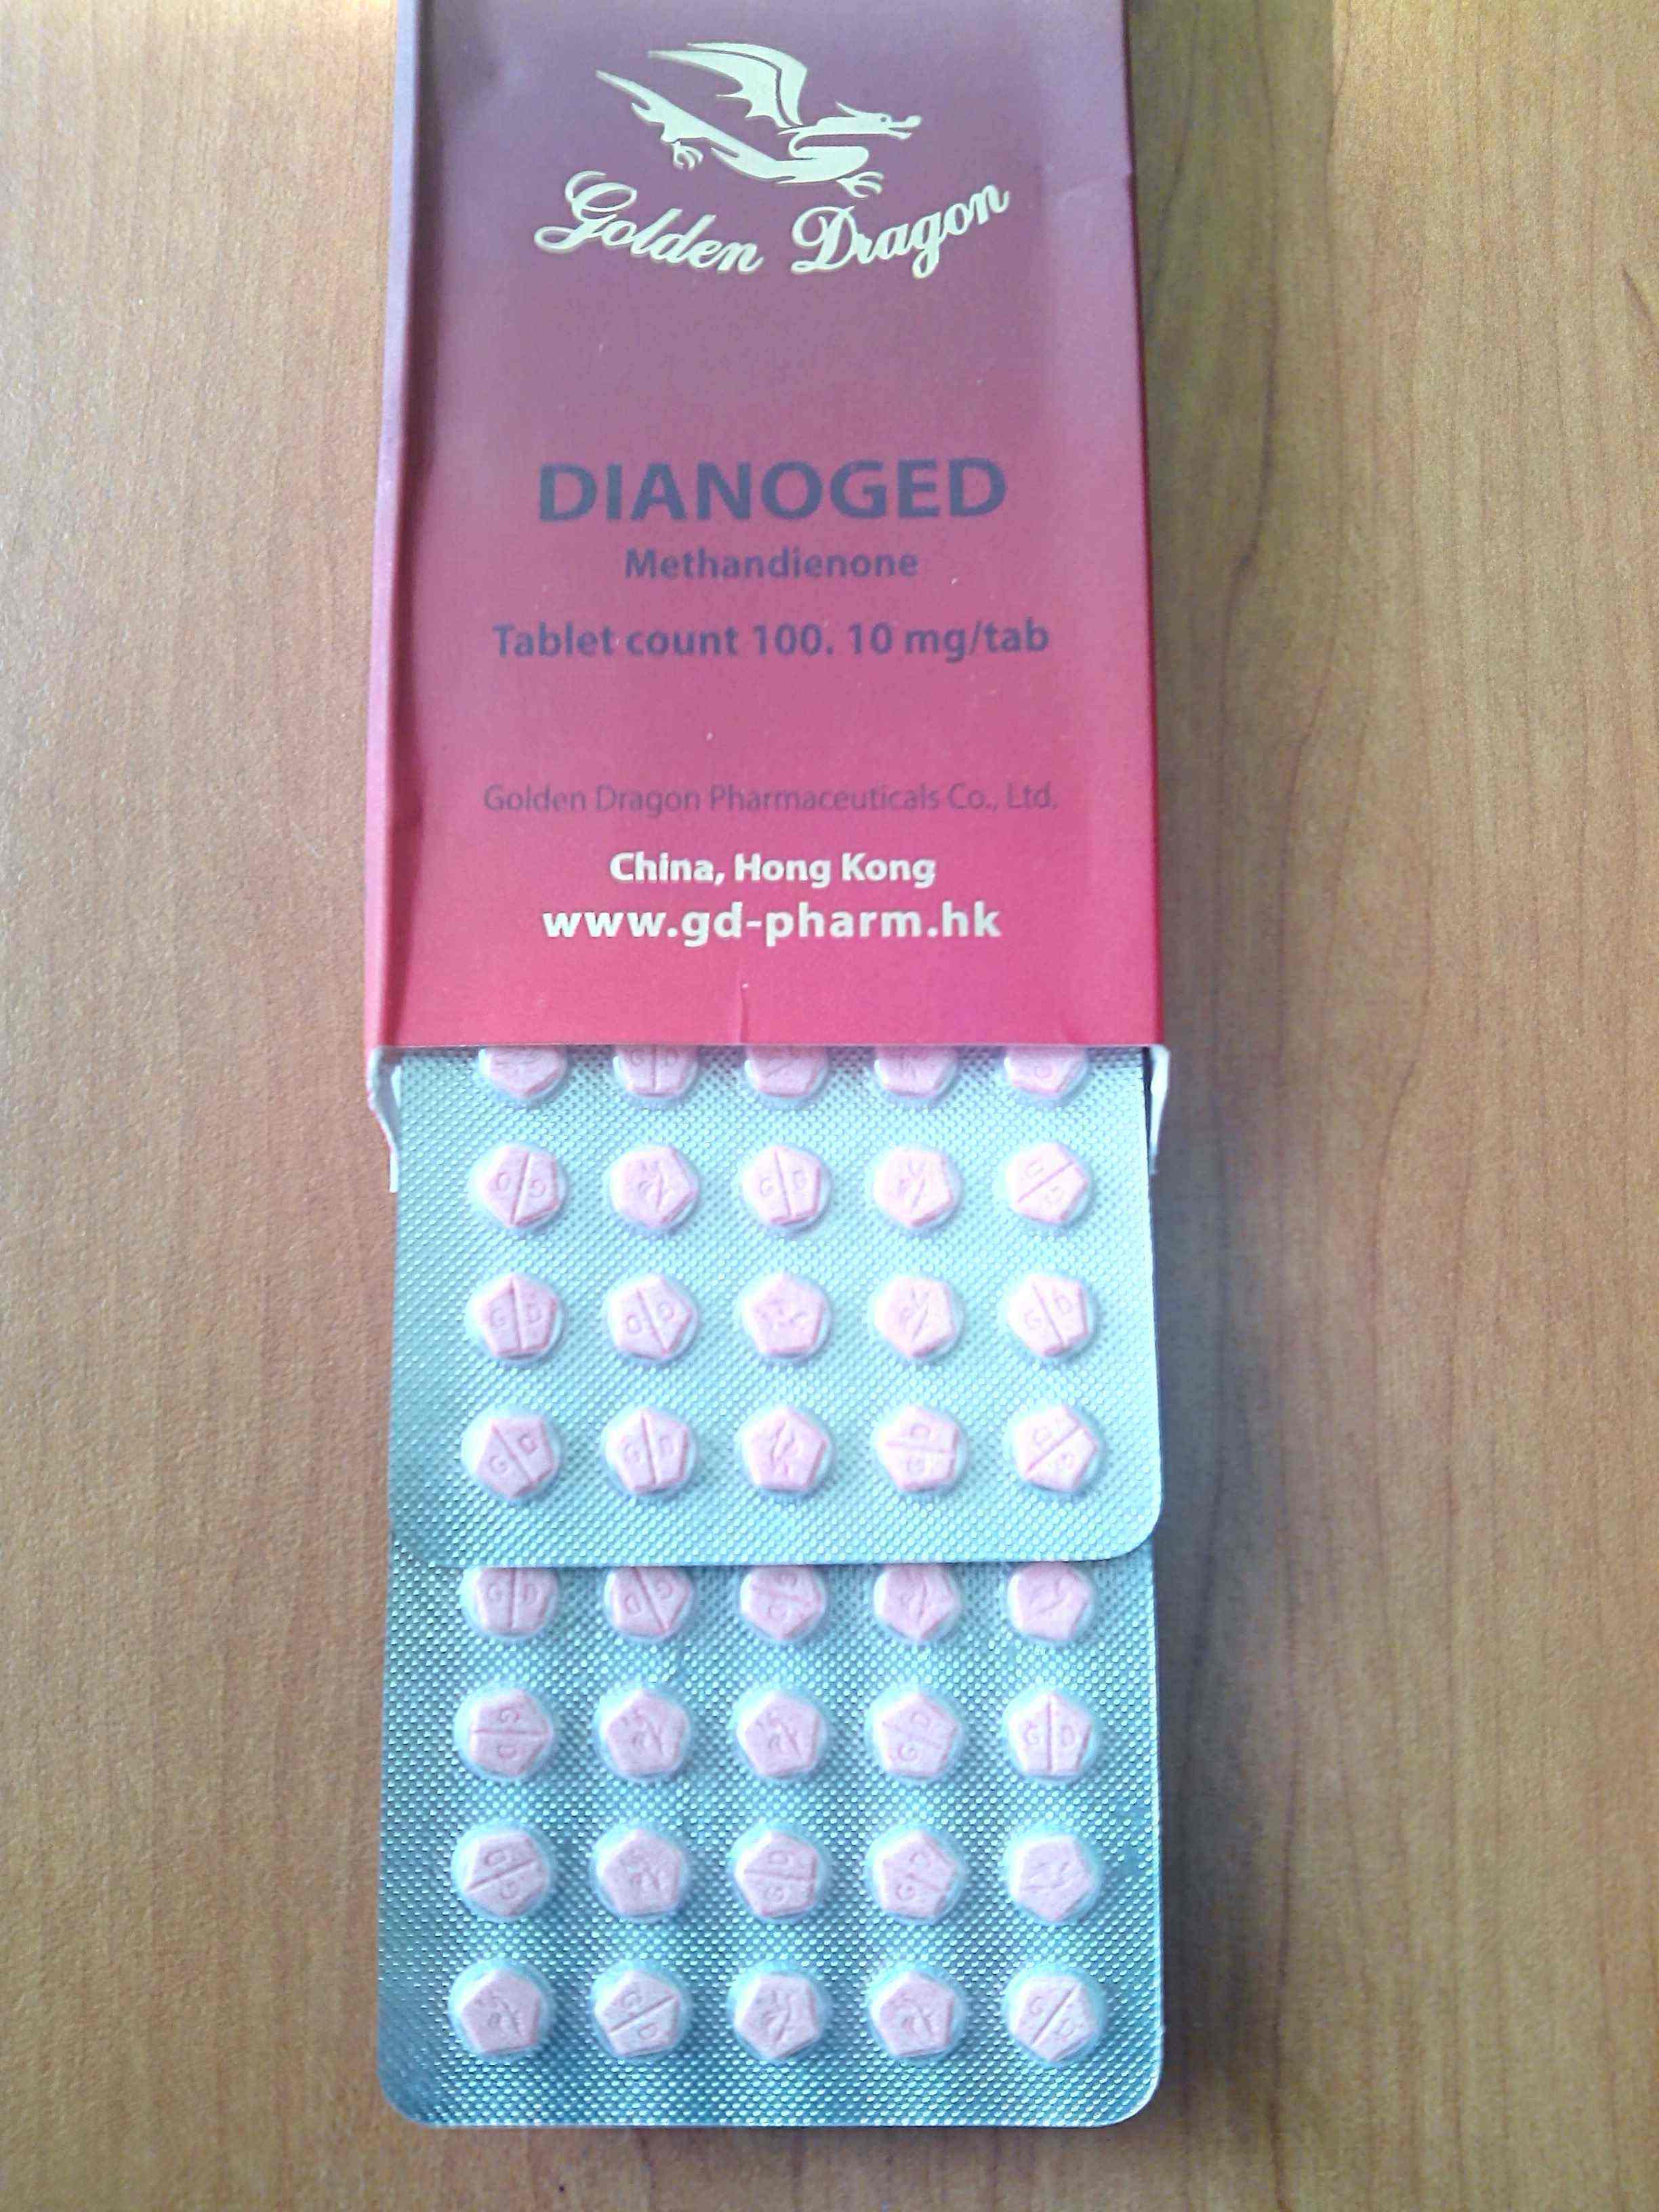 Golden Dragon
DIANOGED
Methandienone
Tablet count 100. 10 mg/tab
Golden Dragon Pharmaceuticals Co., Ltd.
China, Hong Kong
www.gd-pharm.hk
G D